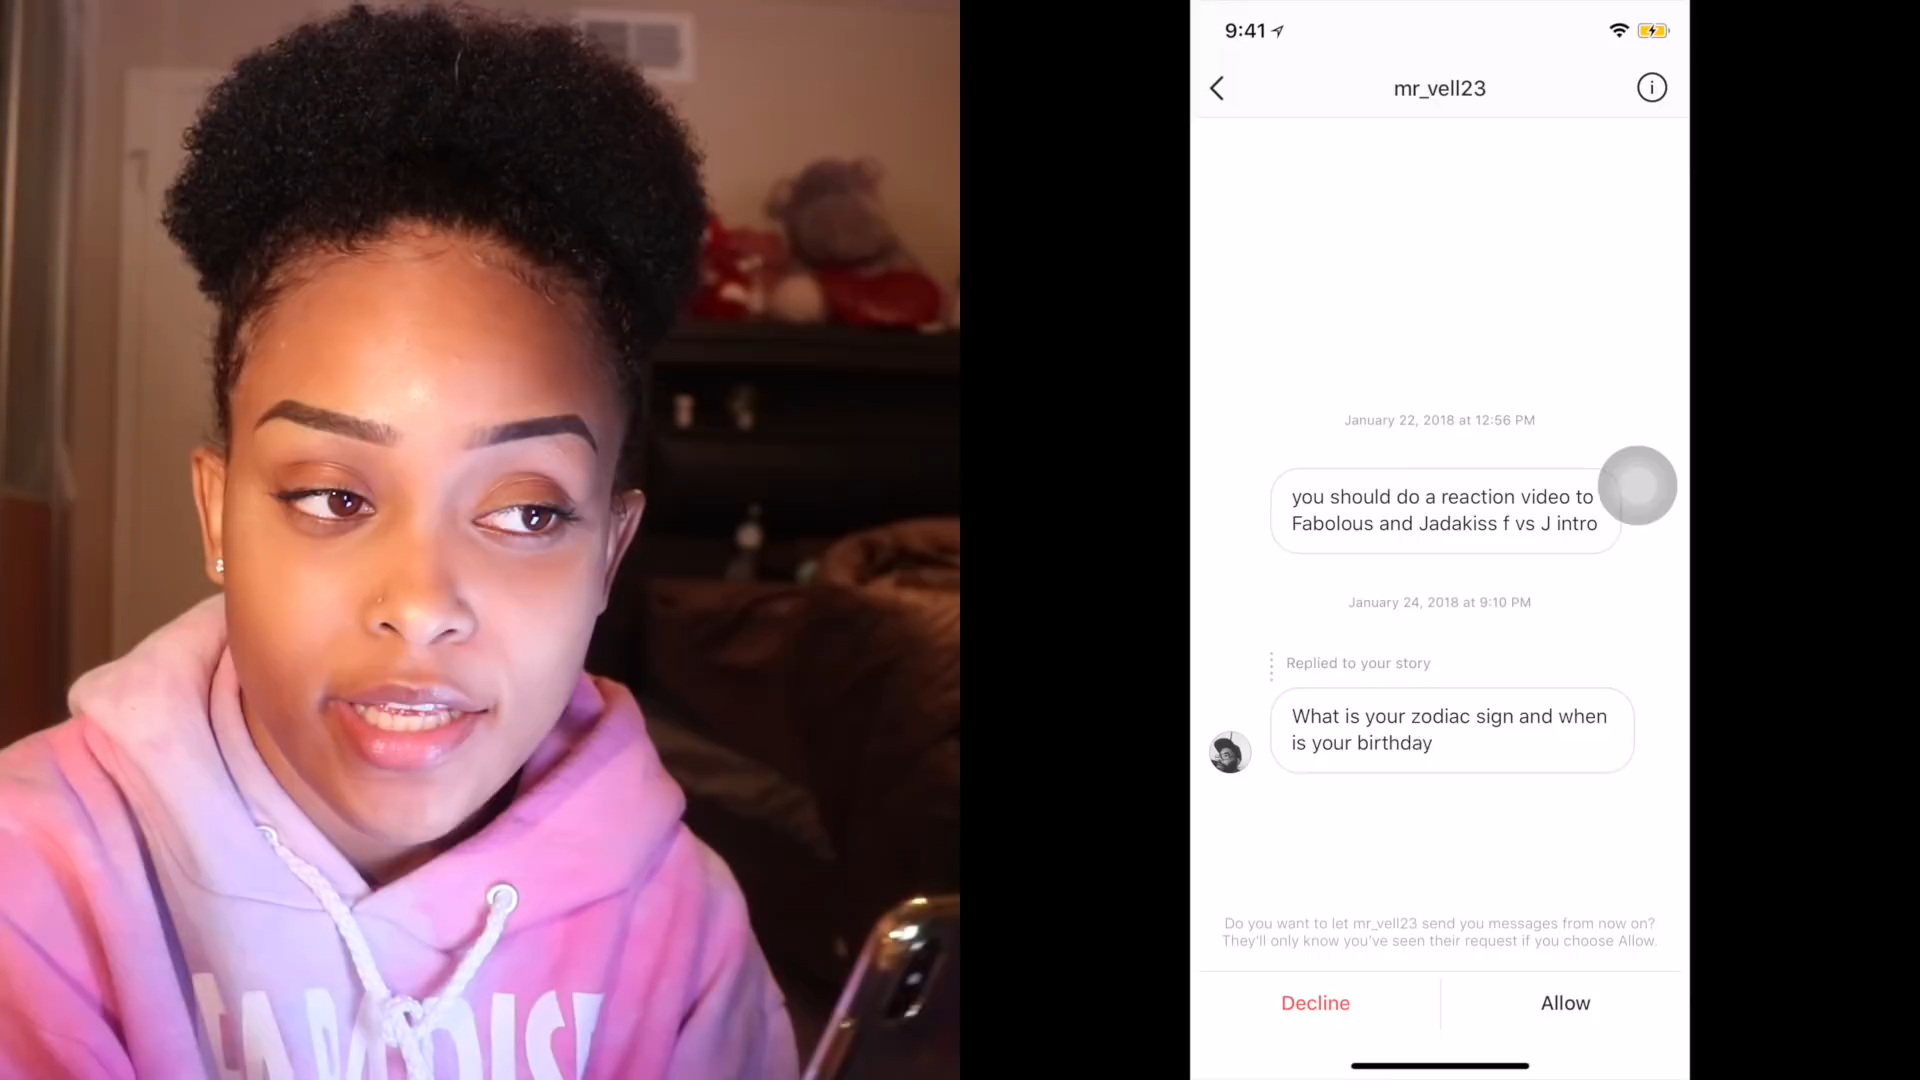 9:41
mr_vell23
January 22, 2018 at 12:56 PM
you should do a reaction video to
Fabolous and Jadakiss f vs J intro
January 24, 2018 at 9:10 PM
Replied to your story
What is your zodiac sign and when
is your birthday
Do you want to let mr_vell23 send you messages from now on?
They'll only know you've seen their request if you choose Allow.
Decline
Allow